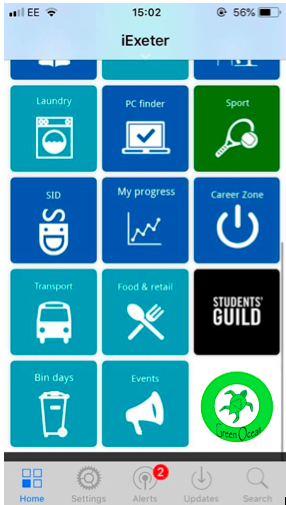 EE 15:02 56%
iExeter
Laundry PC finder Sport
SID My progress Career Zone
Transport Food & retail STUDENTS'
GUILD
Bin days Events
Green Ocean
2
Home Settings Alerts Updates Search